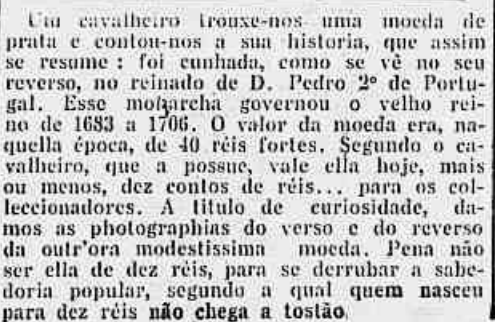 Um cavalheiro trouxe-nos uma moeda de
prata e contou-nos a sua historia, que assim
se resume : foi cunhada, como se vê no seu
reverso, no reinado de D. Pedro 2º de Portu-
gal. Esse monarcha governou o velho rei-
no de 1683 a 1706. O valor da moeda era, na-
quella época, de 40 réis fortes. Segundo o ca-
valheiro, que a possue, vale ella hoje, mais
ou menos, dez contos de réis... para os col-
leccionadores. A titulo de curiosidade, da-
mos as photographias do verso e do reverso
da outr'ora modestissima moeda. Pena não
ser ella de dez réis, para se derrubar a sabe-
doria popular, segundo a qual quem nasceu
para dez réis não chega a tostão.